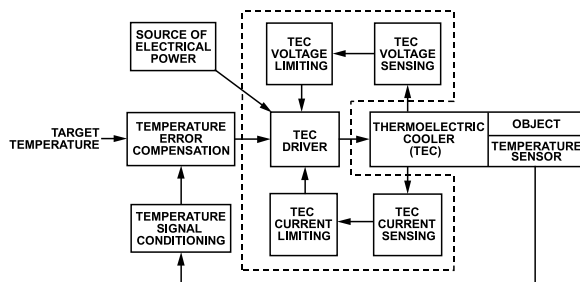 SOURCE OF
ELECTRICAL
POWER
TEC
VOLTAGE
LIMITING
TEC
VOLTAGE
SENSING
TARGET
TEMPERATURE
TEMPERATURE
ERROR
COMPENSATION
TEC
DRIVER
THERMOELECTRIC
COOLER
(TEC)
OBJECT
TEMPERATURE
SENSOR
TEMPERATURE
SIGNAL
CONDITIONING
TEC
CURRENT
LIMITING
TEC
CURRENT
SENSING